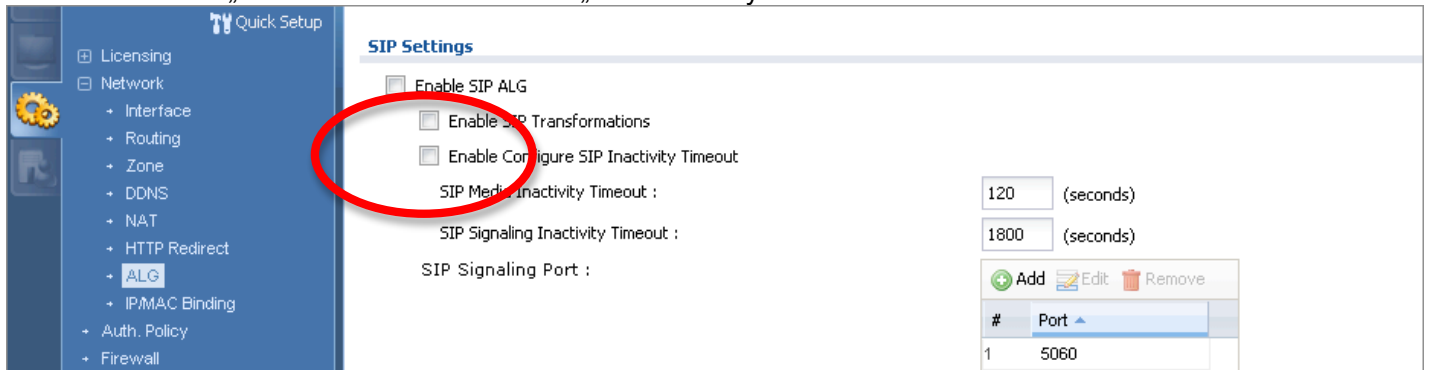 Quick Setup
Licensing
Network
Interface
Routing
Zone
DDNS
NAT
HTTP Redirect
ALG
IP/MAC Binding
Auth. Policy
Firewall
SIP Settings
Enable SIP ALG
Enable SIP Transformations
Enable Configure SIP Inactivity Timeout
SIP Media Inactivity Timeout : 120 (seconds)
SIP Signaling Inactivity Timeout : 1800 (seconds)
SIP Signaling Port :
Add Edit Remove
# Port
1 5060